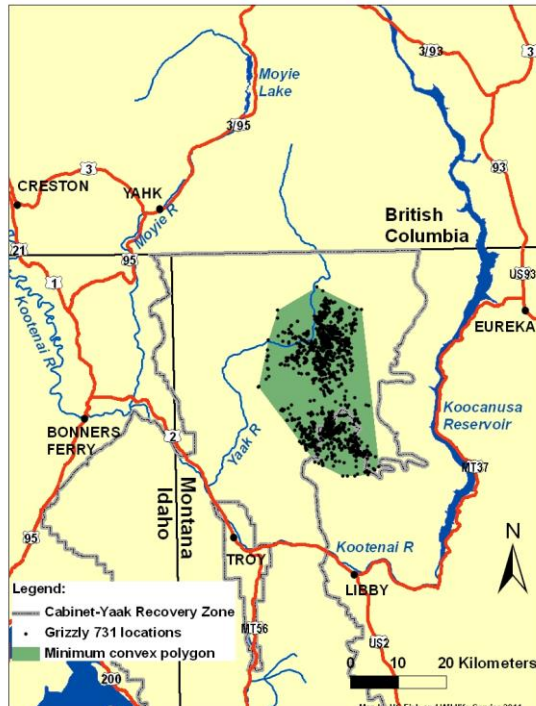 3/93
3
Moyie
Lake
3/95
93
3
CRESTON
YAHK
Moyie R
British
Columbia
21
95
1
US93
Kootenai R
EUREKA
Koocanusa
Reservoir
Yaak R
BONNERS
FERRY
2
Montana
Idaho
MT37
95
N
TROY
Kootenai R
LIBBY
Legend:
Cabinet-Yaak Recovery Zone
Grizzly 731 locations
Minimum convex polygon
MT56
US2
200
0 10 20 Kilometers